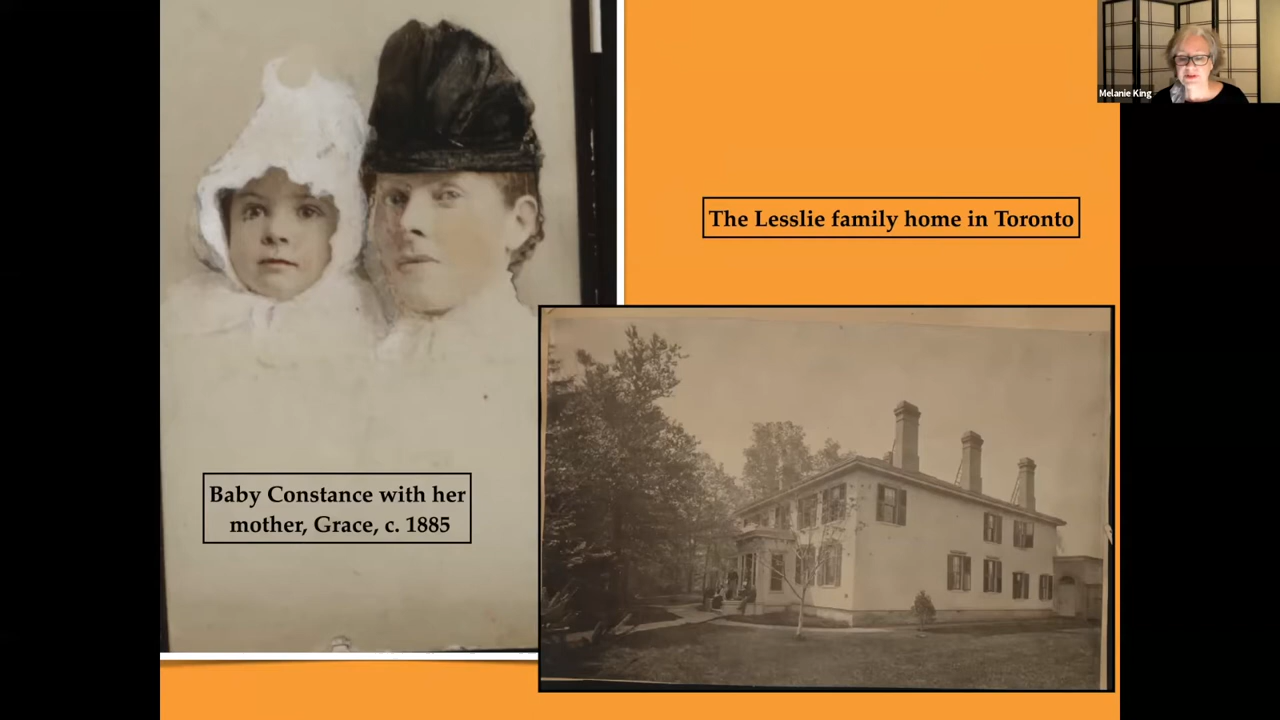 Melanie King
The Lesslie family home in Toronto
Baby Constance with her
mother, Grace, c. 1885